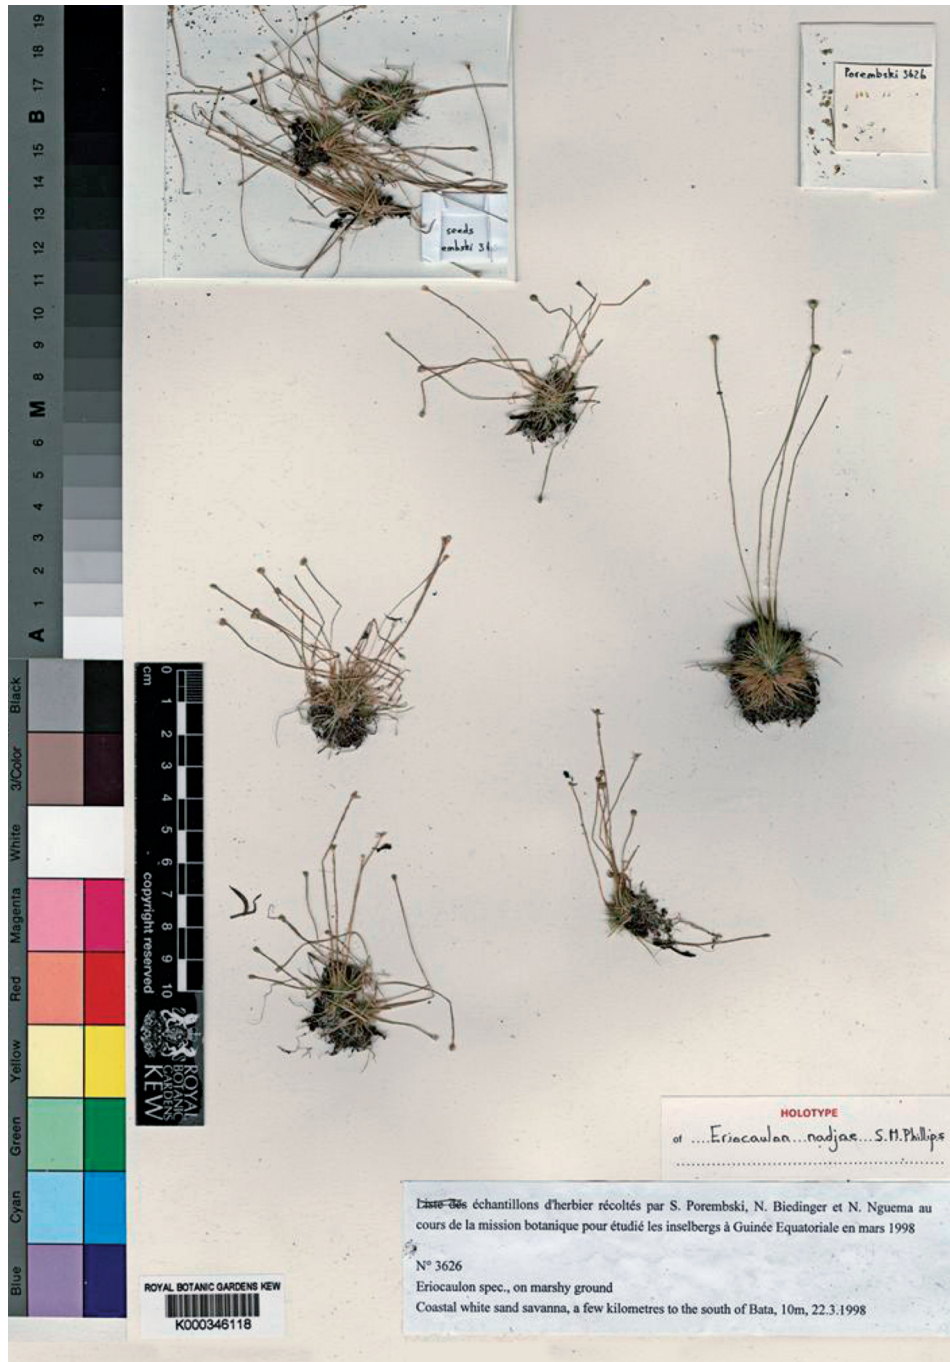 19
18
17
B
15
14
13
12
11
10
9
8
M
6
5
4
3
2
1
A
Porembski 3626
seeds
embski 36
Black
3/Color
White
Magenta
Red
Yellow
Green
Cyan
Blue
cm
0
1
2
3
4
5
6
7
8
9
10
copyright reserved
ROYAL
BOTANIC
GARDENS
KEW
HOLOTYPE
of ....Eriocaulon...nadjae...S.M.Phillips
Liste des échantillons d'herbier récoltés par S. Porembski, N. Biedinger et N. Nguema au
cours de la mission botanique pour étudié les inselbergs à Guinée Equatoriale en mars 1998
N° 3626
Eriocaulon spec., on marshy ground
Coastal white sand savanna, a few kilometres to the south of Bata, 10m, 22.3.1998
ROYAL BOTANIC GARDENS KEW
K000346118